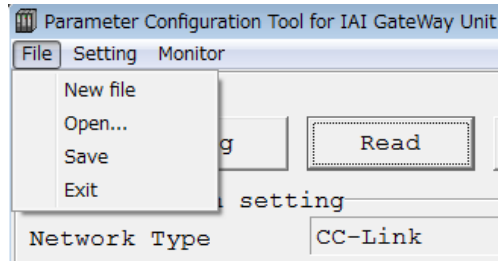 Parameter Configuration Tool for IAI GateWay Unit
File Setting Monitor
New file
Open...
Save
Exit
g
Read
setting
Network Type
CC-Link